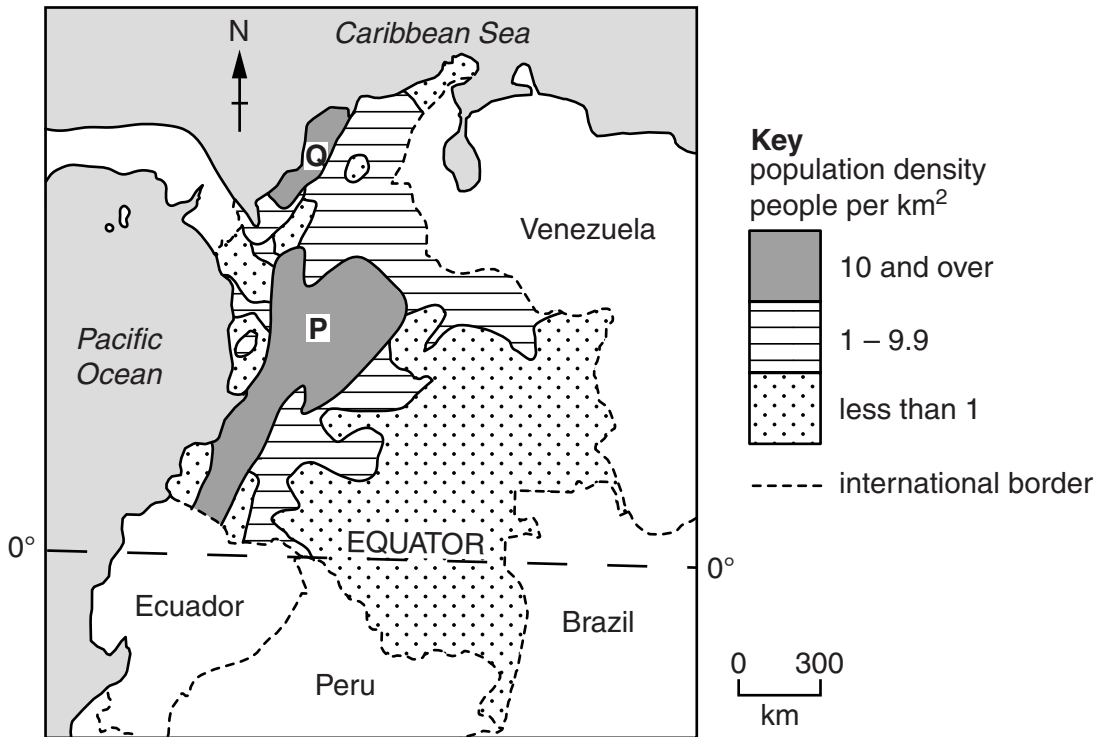 N
Caribbean Sea
Q
Venezuela
P
Pacific
Ocean
0°
EQUATOR
0°
Ecuador
Brazil
Peru
Key
population density
people per km²
10 and over
1 – 9.9
less than 1
international border
0 300
km